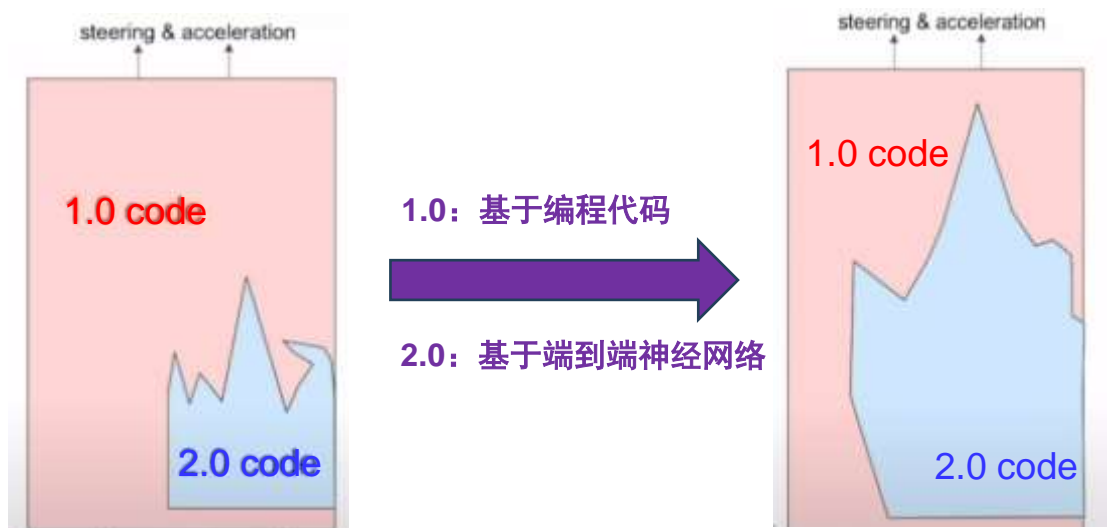 steering & acceleration
1.0 code
2.0 code
1.0：基于编程代码
2.0：基于端到端神经网络
steering & acceleration
1.0 code
2.0 code